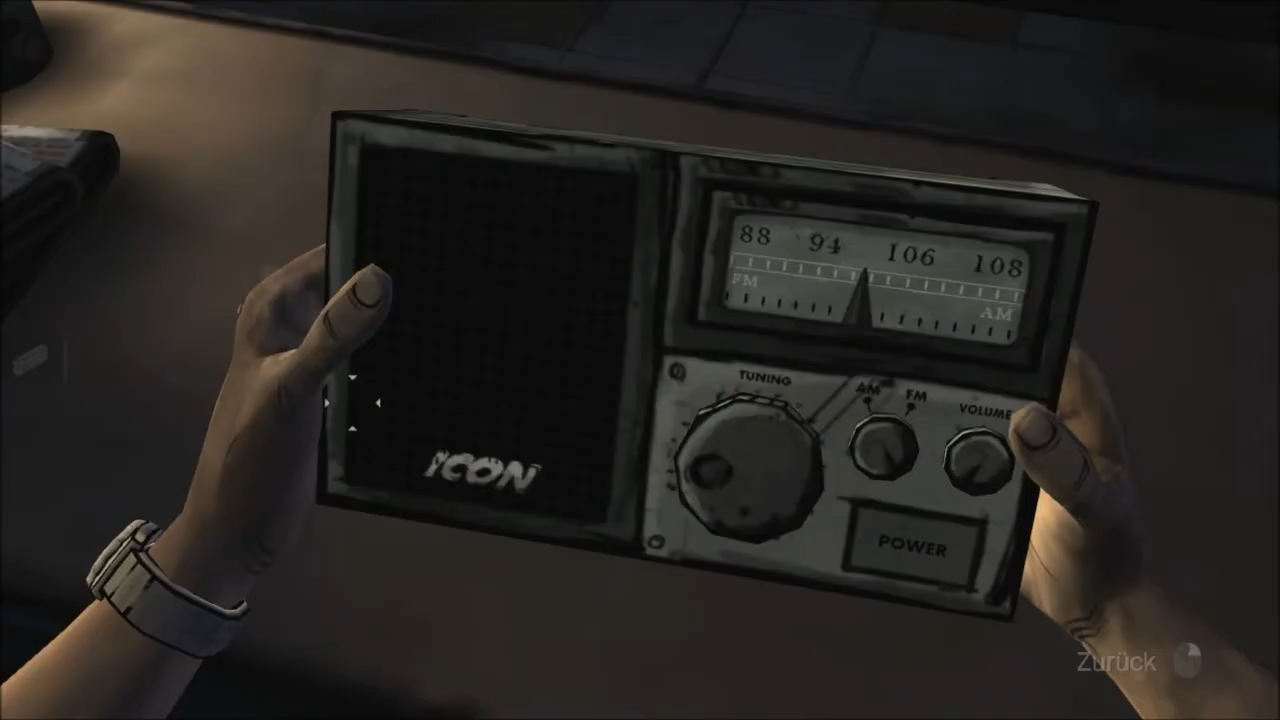 88 94 106 108
FM
AM
TUNING
AM FM
VOLUME
ICON
POWER
Zurück